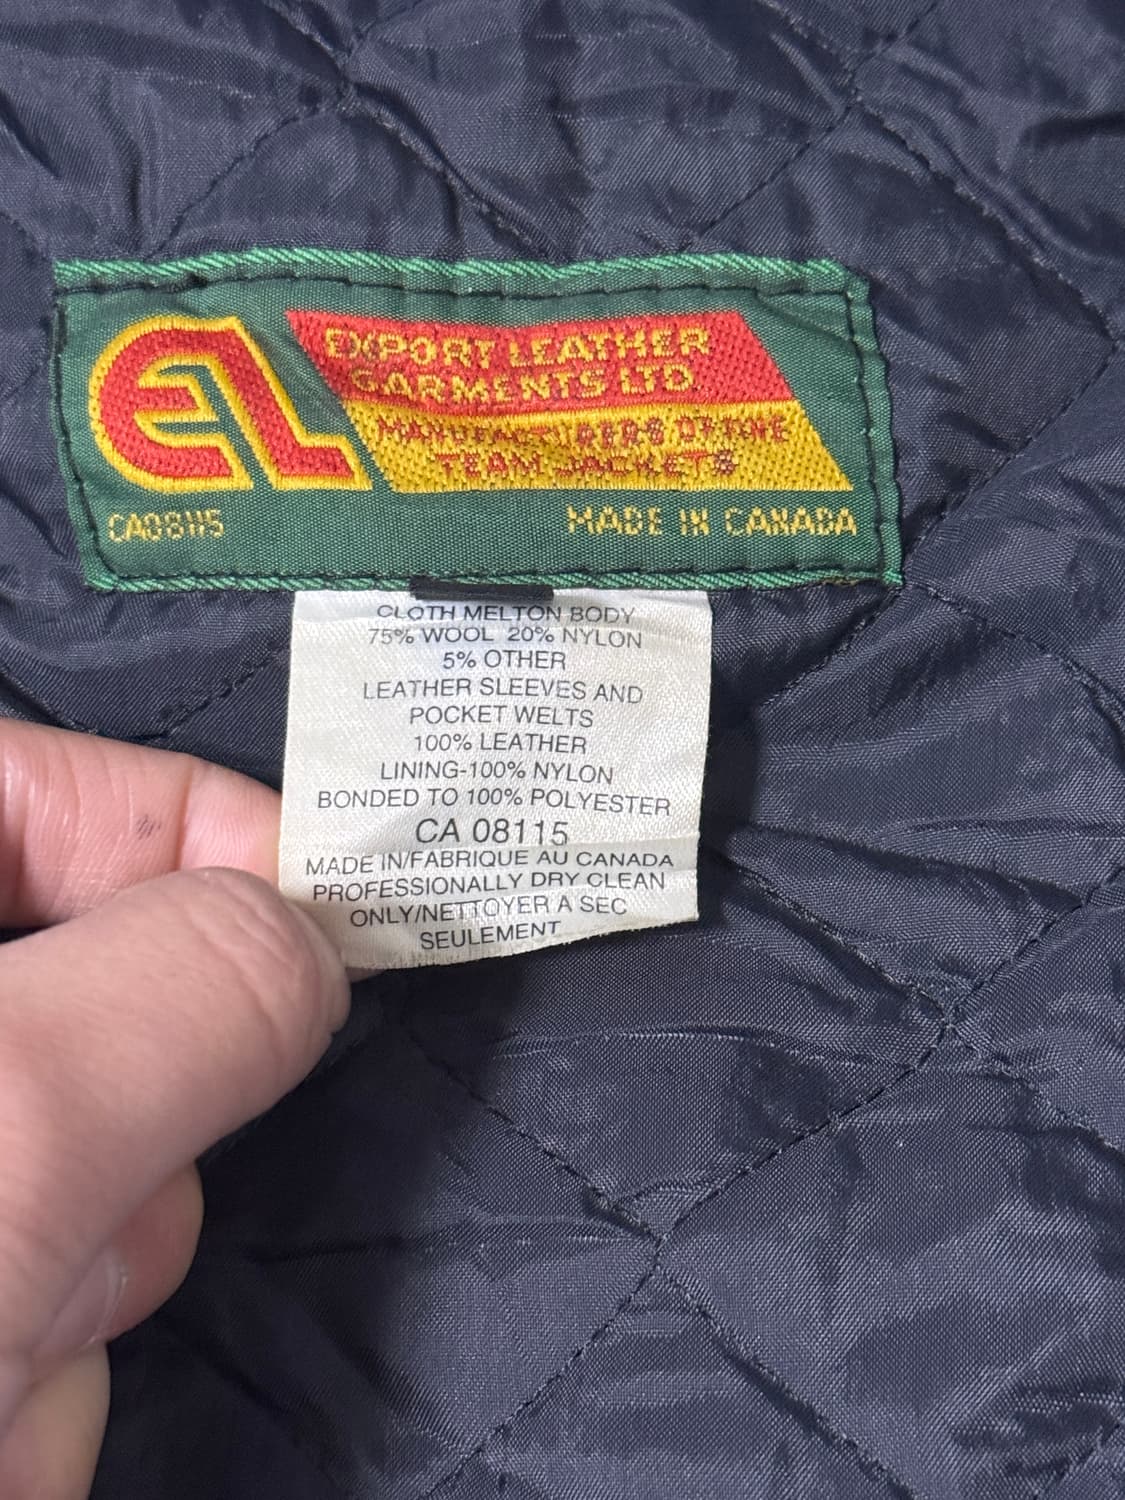 EL
EXPORT LEATHER
GARMENTS LTD.
MANUFACTURERS OF THE
TEAM JACKET®
CA08115
MADE IN CANADA
CLOTH MELTON BODY
75% WOOL 20% NYLON
5% OTHER
LEATHER SLEEVES AND
POCKET WELTS
100% LEATHER
LINING-100% NYLON
BONDED TO 100% POLYESTER
CA 08115
MADE IN/FABRIQUE AU CANADA
PROFESSIONALLY DRY CLEAN
ONLY/NETTOYER A SEC
SEULEMENT